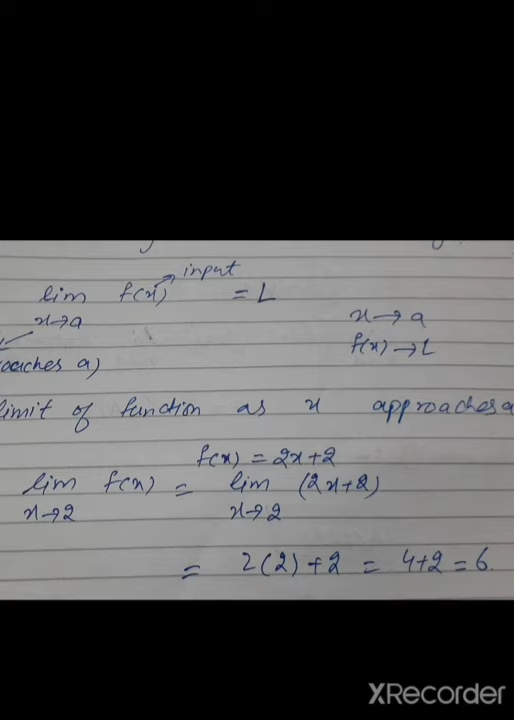 input
lim f(x) = L
x→a
x→a
f(x)→L
oaches a)
limit of function as x approaches a
f(x) = 2x+2
lim f(x) = lim (2x+2)
x→2 x→2
= 2(2)+2 = 4+2 = 6.
XRecorder